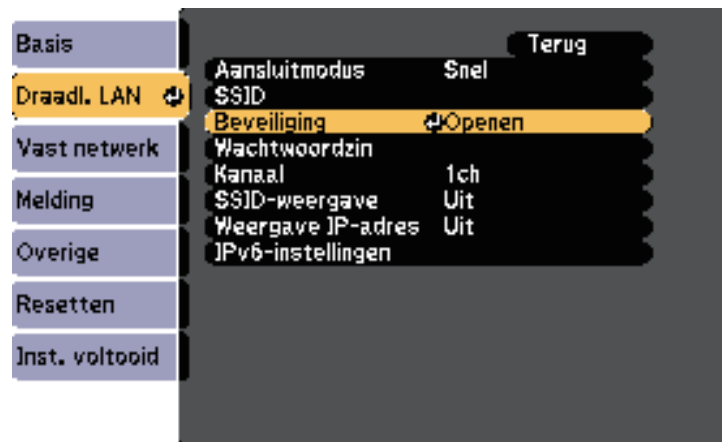 Basis
Draadl. LAN
Vast netwerk
Melding
Overige
Resetten
Inst. voltooid
Terug
Aansluitmodus Snel
SSID
Beveiliging Openen
Wachtwoordzin
Kanaal 1ch
SSID-weergave Uit
Weergave IP-adres Uit
IPv6-instellingen